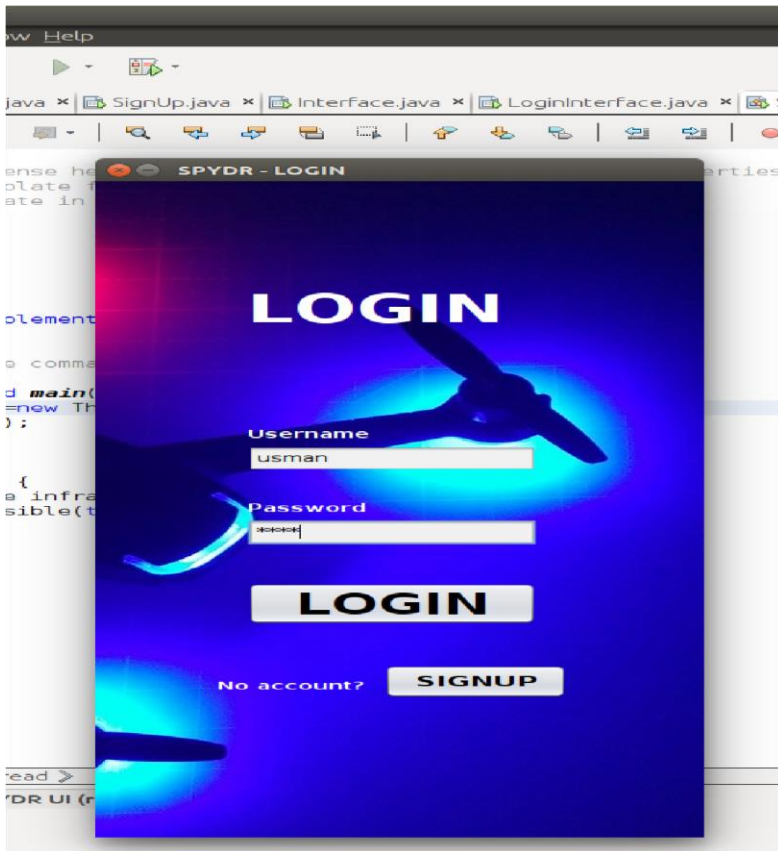 ow Help
java × SignUp.java × Interface.java × LoginInterface.java × S
ense he
erties
plate f
ate in
SPYDR - LOGIN
LOGIN
plement
e comma
d main(
=new Th
);
Username
usman
{
e infra
sible(t
Password
****
LOGIN
No account? SIGNUP
read
YDR UI (r